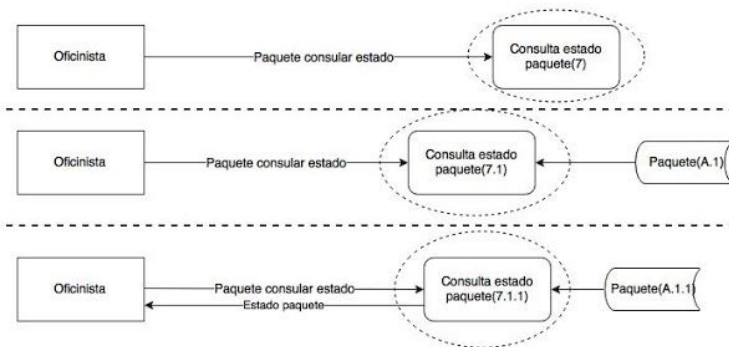 Oficinista
Paquete consular estado
Consulta estado
paquete(7)
Oficinista
Paquete consular estado
Consulta estado
paquete(7.1)
Paquete(A.1)
Oficinista
Paquete consular estado
Estado paquete
Consulta estado
paquete(7.1.1)
Paquete(A.1.1)